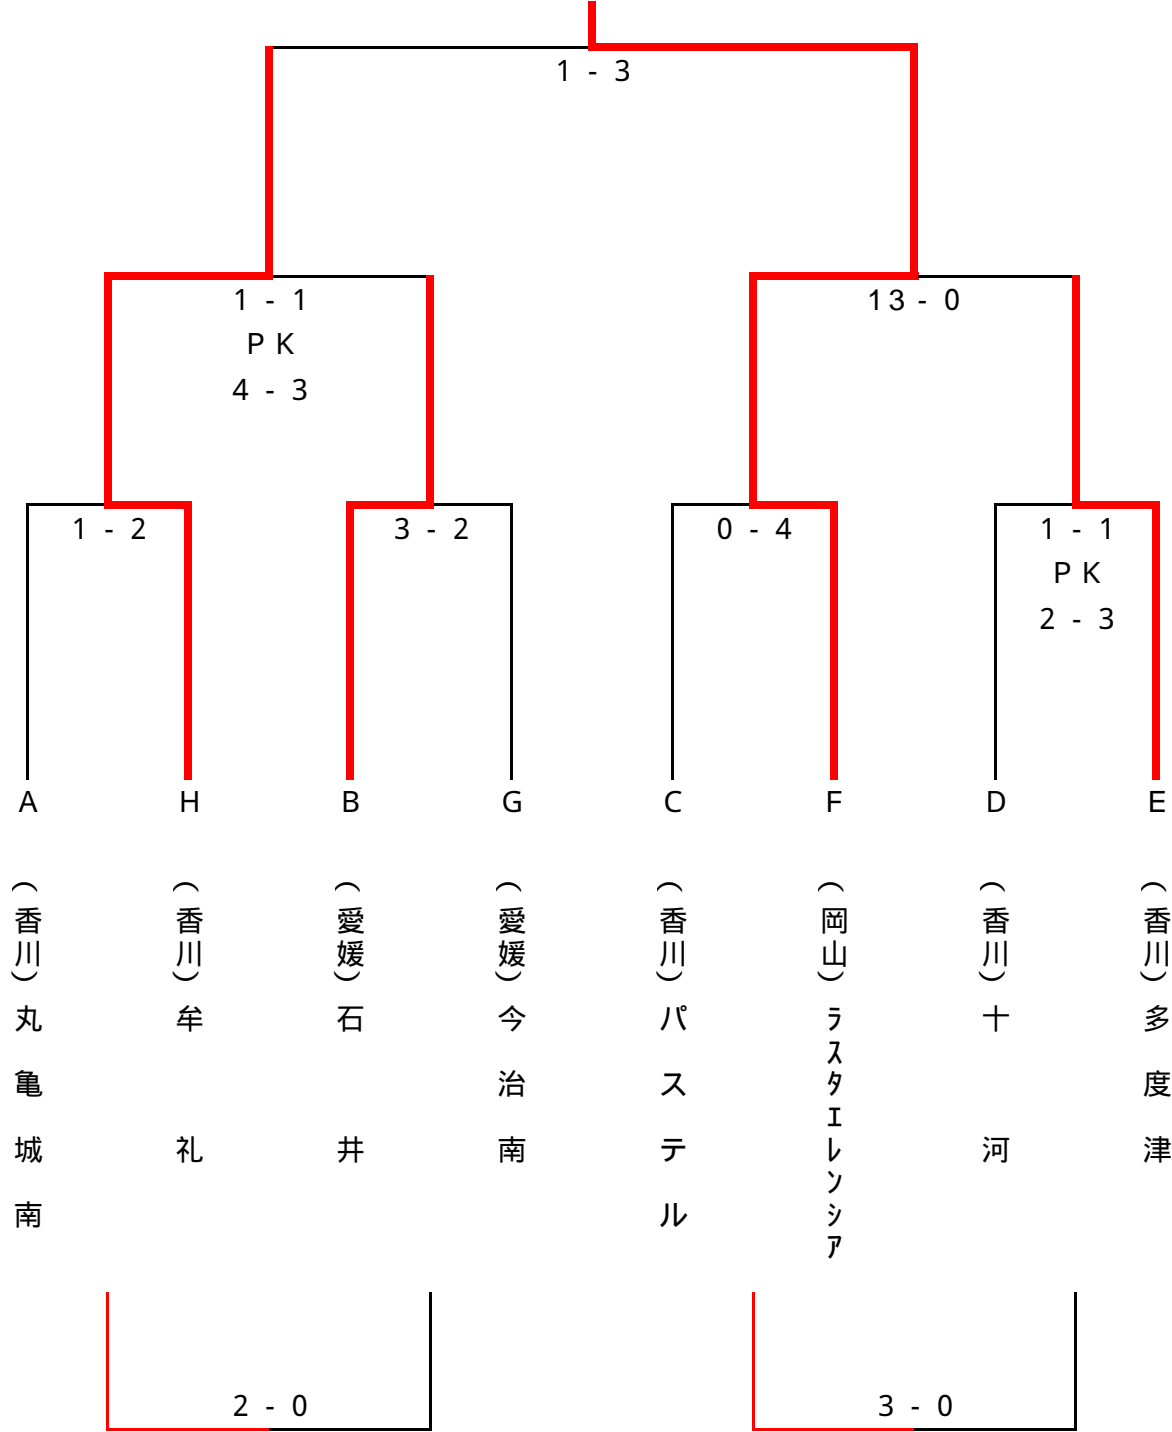 1 - 3
1 - 1
PK
4 - 3
13 - 0
1 - 2
3 - 2
0 - 4
1 - 1
PK
2 - 3
A
H
B
G
C
F
D
E
(香川)丸亀城南
(香川)牟礼
(愛媛)石井
(愛媛)今治南
(香川)パステル
(岡山)ﾗｽﾀｴﾚﾝｼｱ
(香川)十河
(香川)多度津
2 - 0
3 - 0